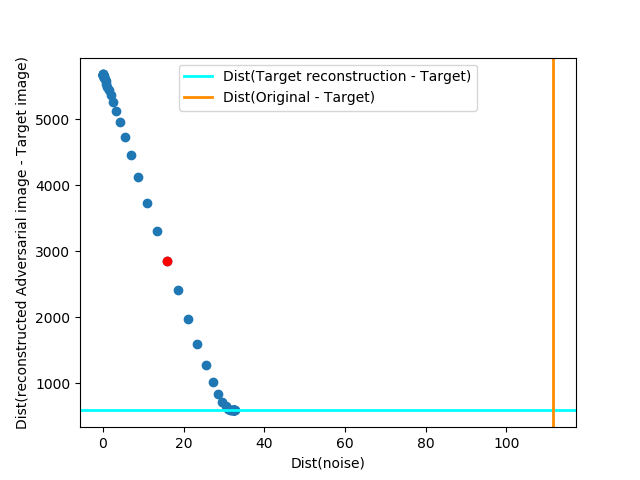 Dist(Target reconstruction - Target)
Dist(Original - Target)
Dist(reconstructed Adversarial image - Target image)
5000
4000
3000
2000
1000
0
20
40
60
80
100
Dist(noise)